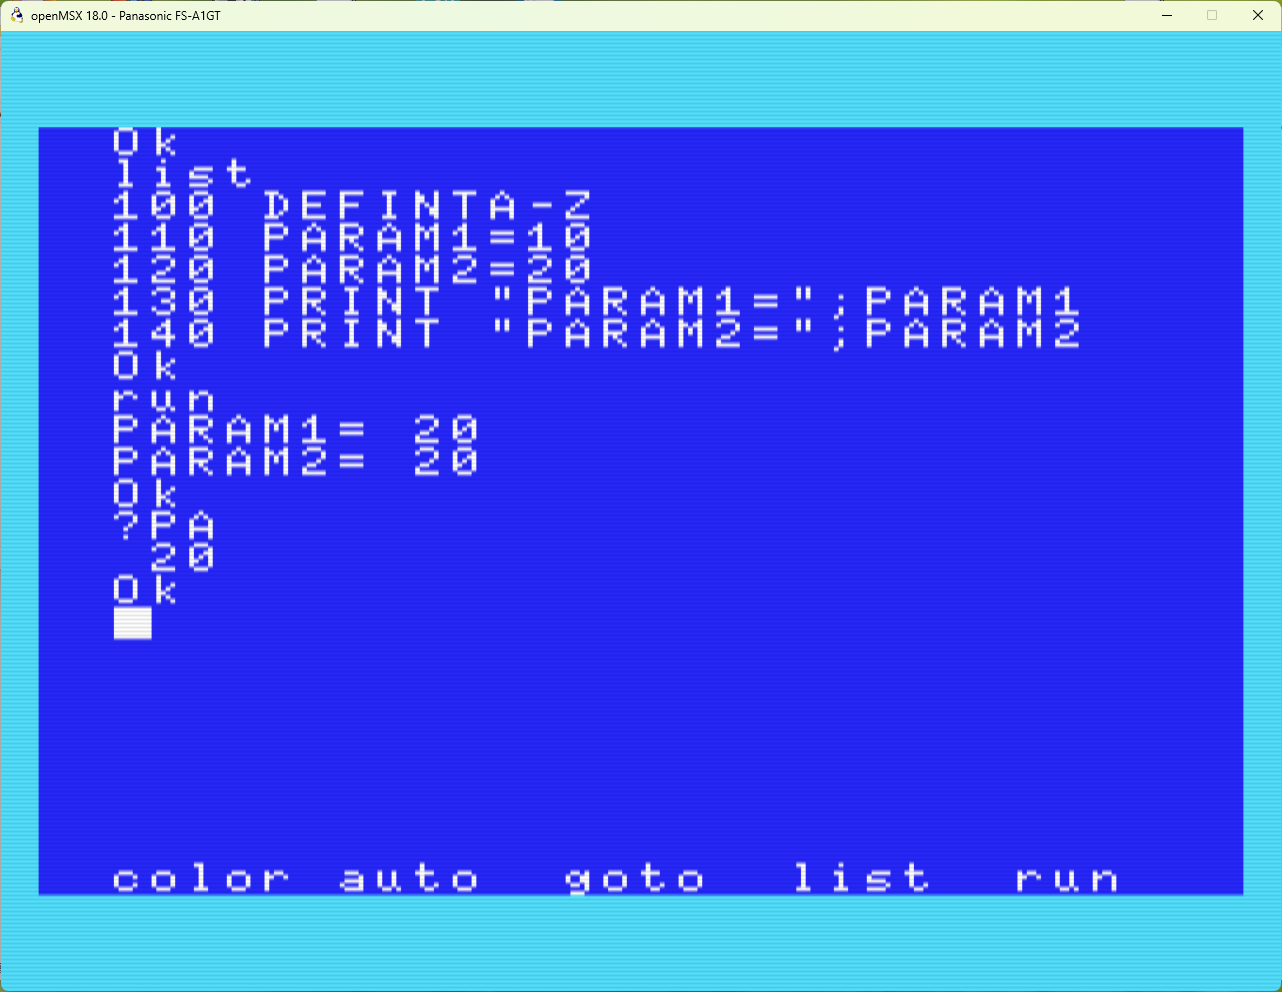 openMSX 18.0 - Panasonic FS-A1GT
Ok
list
100 DEFINTA-Z
110 PARAM1=10
120 PARAM2=20
130 PRINT "PARAM1=";PARAM1
140 PRINT "PARAM2=";PARAM2
Ok
run
PARAM1= 20
PARAM2= 20
Ok
?PA
 20
Ok
color auto  goto  list  run